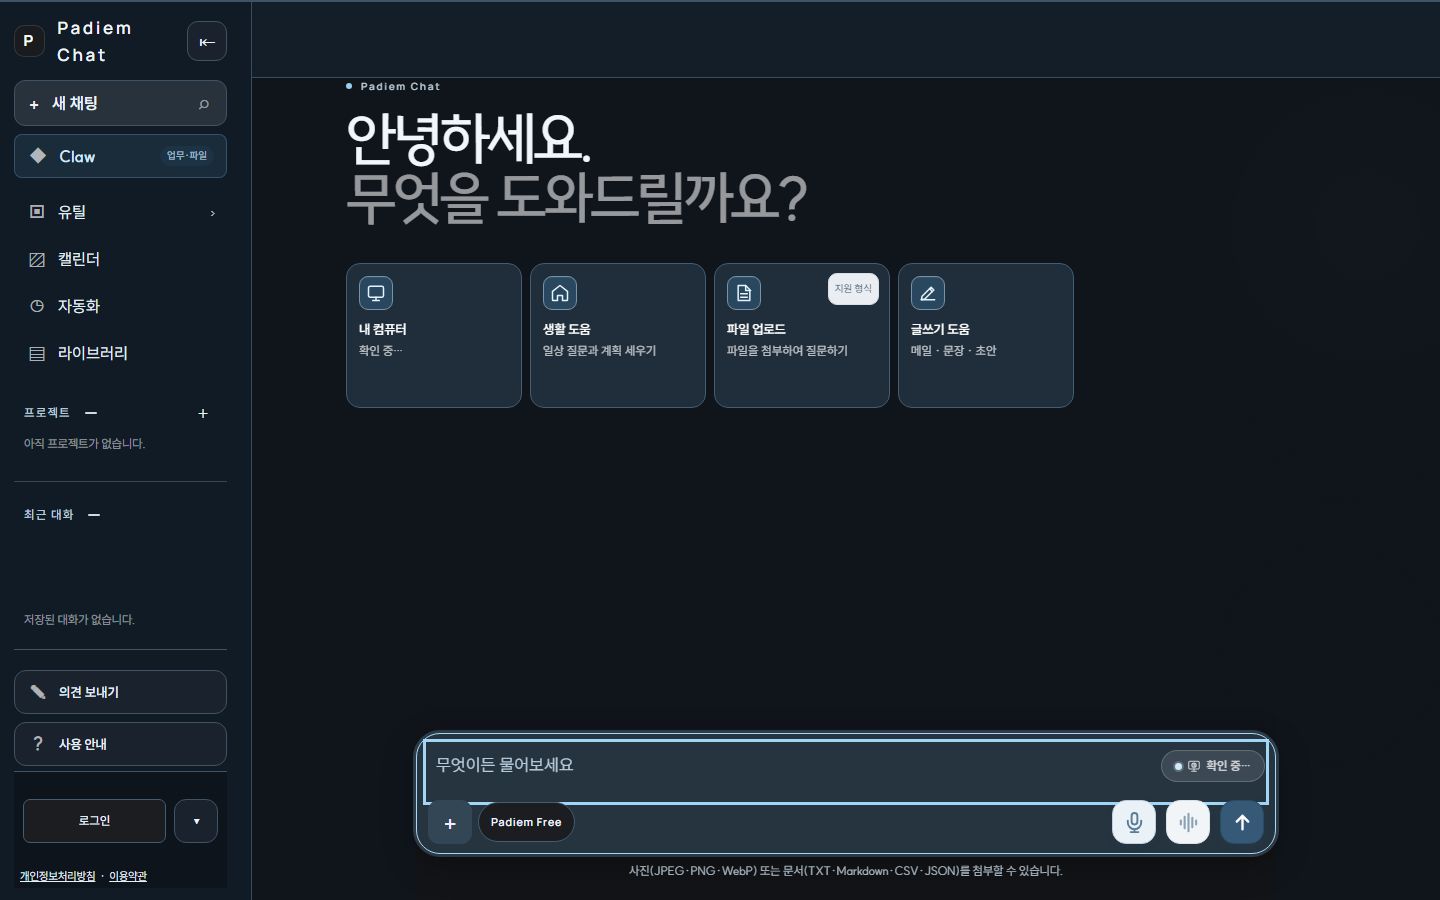 P
Padiem
Chat
+ 새 채팅
Claw
업무·파일
유틸
캘린더
자동화
라이브러리
프로젝트
+
아직 프로젝트가 없습니다.
최근 대화
저장된 대화가 없습니다.
의견 보내기
? 사용 안내
로그인
개인정보처리방침 · 이용약관
Padiem Chat
안녕하세요.
무엇을 도와드릴까요?
내 컴퓨터
확인 중…
생활 도움
일상 질문과 계획 세우기
지원 형식
파일 업로드
파일을 첨부하여 질문하기
글쓰기 도움
메일 · 문장 · 초안
무엇이든 물어보세요
확인 중…
+
Padiem Free
사진(JPEG·PNG·WebP) 또는 문서(TXT·Markdown·CSV·JSON)를 첨부할 수 있습니다.